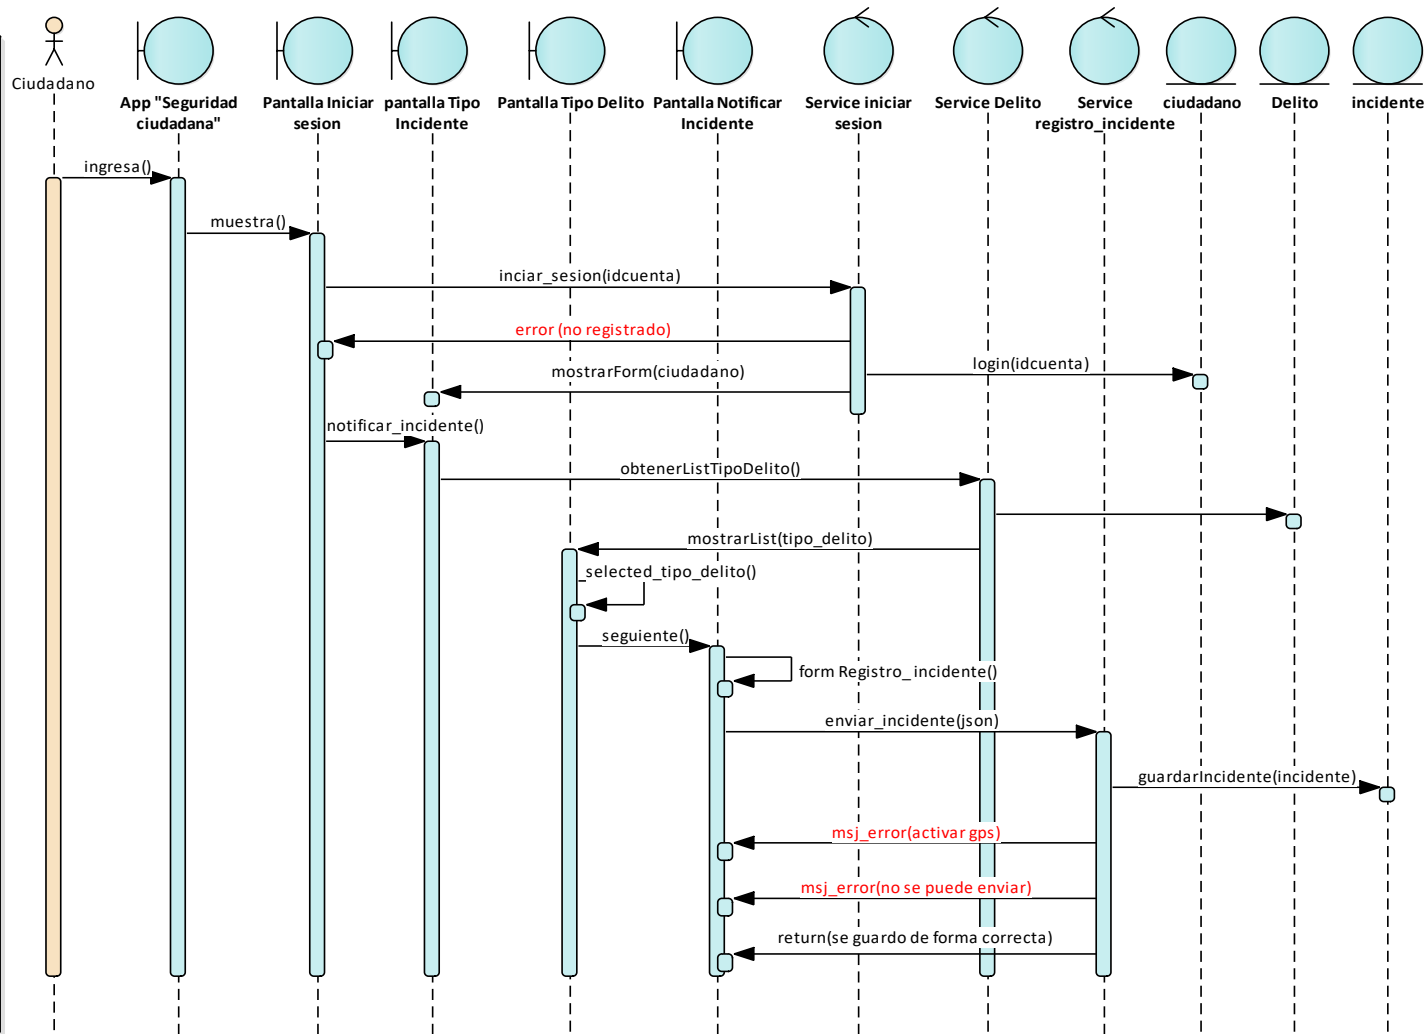 Ciudadano
App "Seguridad
ciudadana"
Pantalla Iniciar
sesion
pantalla Tipo
Incidente
Pantalla Tipo Delito
Pantalla Notificar
Incidente
Service iniciar
sesion
Service Delito
Service
registro_incidente
ciudadano
Delito
incidente
ingresa()
muestra()
inciar_sesion(idcuenta)
error (no registrado)
login(idcuenta)
mostrarForm(ciudadano)
notificar_incidente()
obtenerListTipoDelito()
mostrarList(tipo_delito)
_selected_tipo_delito()
seguiente()
form Registro_incidente()
enviar_incidente(json)
guardarIncidente(incidente)
msj_error(activar gps)
msj_error(no se puede enviar)
return(se guardo de forma correcta)